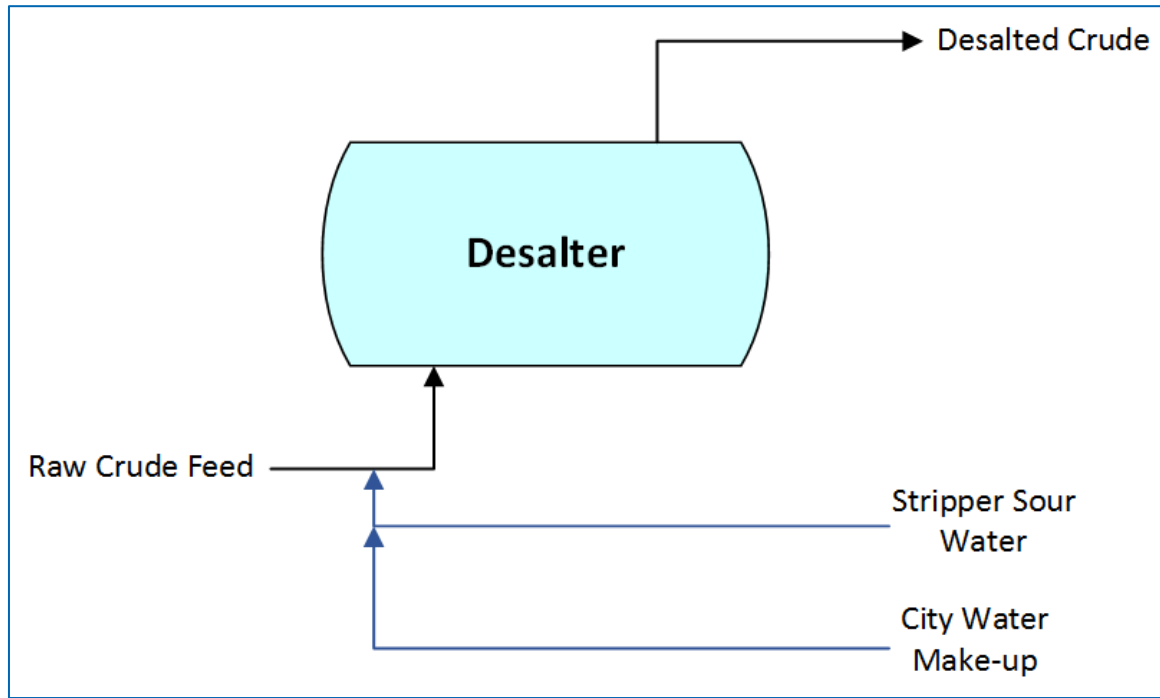 Desalted Crude
Desalter
Raw Crude Feed
Stripper Sour
Water
City Water
Make-up